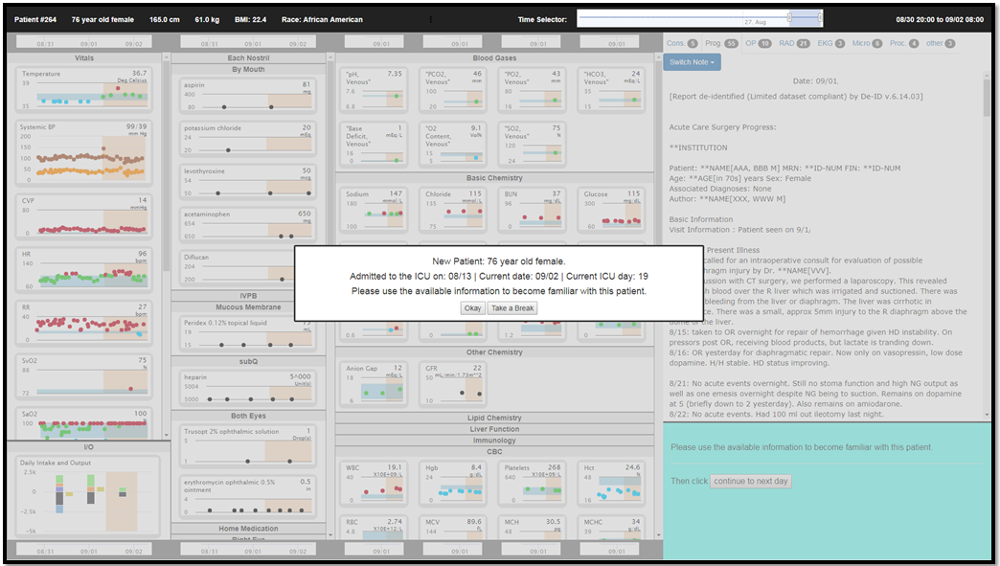 Patient #264 76 year old female 165.0 cm 61.0 kg BMI: 22.4 Race: African American Time Selector: 27. Aug 08/30 20:00 to 09/02 08:00
08/31 09/01 09/02 09/01 09/01 09/01 09/01
Cons. 5 Prog. 55 OP 10 RAD 21 EKG 3 Micro 8 Proc. 4 other 3
Switch Note
Vitals
Temperature 36.7
Deg Celsius
39
35
Systemic BP 99/39
mm Hg
200
150
100
50
0
CVP 14
mmHg
80
0
HR 96
bpm
140
60
RR 27
bpm
40
0
SvO2 75
%
88
72
SaO2 100
%
100
I/O
Daily Intake and Output
2.5k
0
-2.5k
-5k
Each Nostril
By Mouth
aspirin 81
mg
400
80
potassium chloride 20
mEq
24
20
levothyroxine 50
mcg
50
50
acetaminophen 650
mg
654
650
Diflucan
200
IVPB
Mucous Membrane
Peridex 0.12% topical liquid
19
15
subQ
heparin 5^000
Unit(s)
5004
5000
Both Eyes
Trusopt 2% ophthalmic solution 1
Drop(s)
5
1
erythromycin ophthalmic 0.5% 0.5
ointment in
4
0
Home Medication
Right Eye
Blood Gases
"pH, 7.35
Venous"
7.6
6.8
"PCO2, 46
Venous" mm
100
20
"PO2, 43
Venous" mm
80
16
"HCO3, 24
Venous" mEq/L
35
15
"Base 1
Deficit, mEq/L
Venous"
16
0
"O2 9.1
Content, Vol%
Venous"
15
5
"SO2, 75
Venous" %
120
24
Basic Chemistry
Sodium 147
mmol/L
180
100
Chloride 115
mmol/L
135
75
BUN 37
mg/dL
96
0
Glucose 115
mg/dL
300
60
0.6
0
1.2
0
Other Chemistry
Anion Gap 12
mEq/L
18
6
GFR 22
mL/min/1.73m^2
50
10
Lipid Chemistry
Liver Function
Immunology
CBC
WBC 19.1
X10E+09/L
40
0
Hgb 8.4
g/dL
24
0
Platelets 268
X10E+09/L
840
0
Hct 24.6
%
48
16
RBC 2.74
X10E+12/L
4.8
MCV 89.6
fL
144
MCH 30.5
pg
MCHC 34
g/dL
New Patient: 76 year old female.
Admitted to the ICU on: 08/13 | Current date: 09/02 | Current ICU day: 19
Please use the available information to become familiar with this patient.
Okay Take a Break
Date: 09/01
[Report de-identified (Limited dataset compliant) by De-ID v.6.14.03]
Acute Care Surgery Progress:
**INSTITUTION
Patient: **NAME[AAA, BBB M] MRN: **ID-NUM FIN: **ID-NUM
Age: **AGE[in 70s] years Sex: Female
Associated Diagnoses: None
Author: **NAME[XXX, WWW M]
Basic Information
Visit Information : Patient seen on 9/1
Present Illness
called for an intraoperative consult for evaluation of possible
injury by Dr. **NAME[VVV].
with CT surgery, we performed a laparoscopy. This revealed
blood over the R liver which was irrigated and suctioned. There was
bleeding from the liver or diaphragm. The liver was cirrhotic in
There was a small, approx 5mm injury to the R diaphragm above the
dome of the liver.
8/15: taken to OR overnight for repair of hemorrhage given HD instability. On
pressors post OR, receiving blood products, but lactate is tranding down.
8/16: OR yesterday for diaphragmatic repair. Now only on vasopressin, low dose
dopamine. H/H stable. HD status improving.
8/21: No acute events overnight. Still no stoma function and high NG output as
well as one emesis overnight despite NG being to suction. Remains on dopamine
at 5 (briefly down to 2 yesterday). Also remains on amiodarone.
8/22: No acute events. Had 100 ml out ileotomy last night.
Please use the available information to become familiar with this patient
Then click continue to next day
08/31 09/01 09/02 09/01 09/01 09/01 09/01